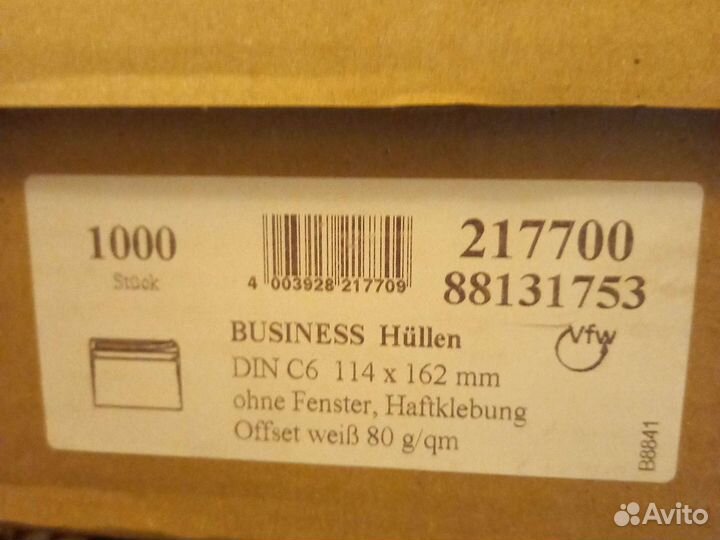 1000
Stück
4 003928 217709
217700
88131753
BUSINESS Hüllen
Vfw
DIN C6 114 x 162 mm
ohne Fenster, Haftklebung
Offset weiß 80 g/qm
B8841
Avito